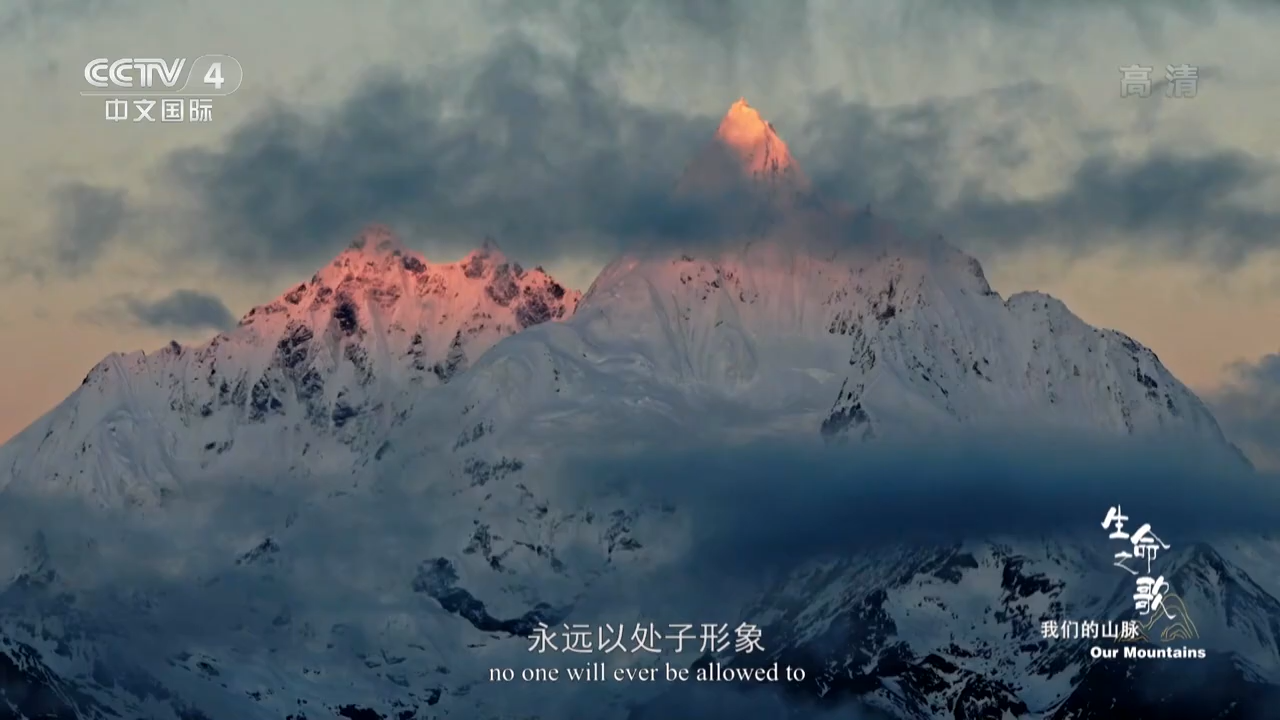 CCTV 4
中文国际
高清
生命之歌
我们的山脉
Our Mountains
永远以处子形象
no one will ever be allowed to